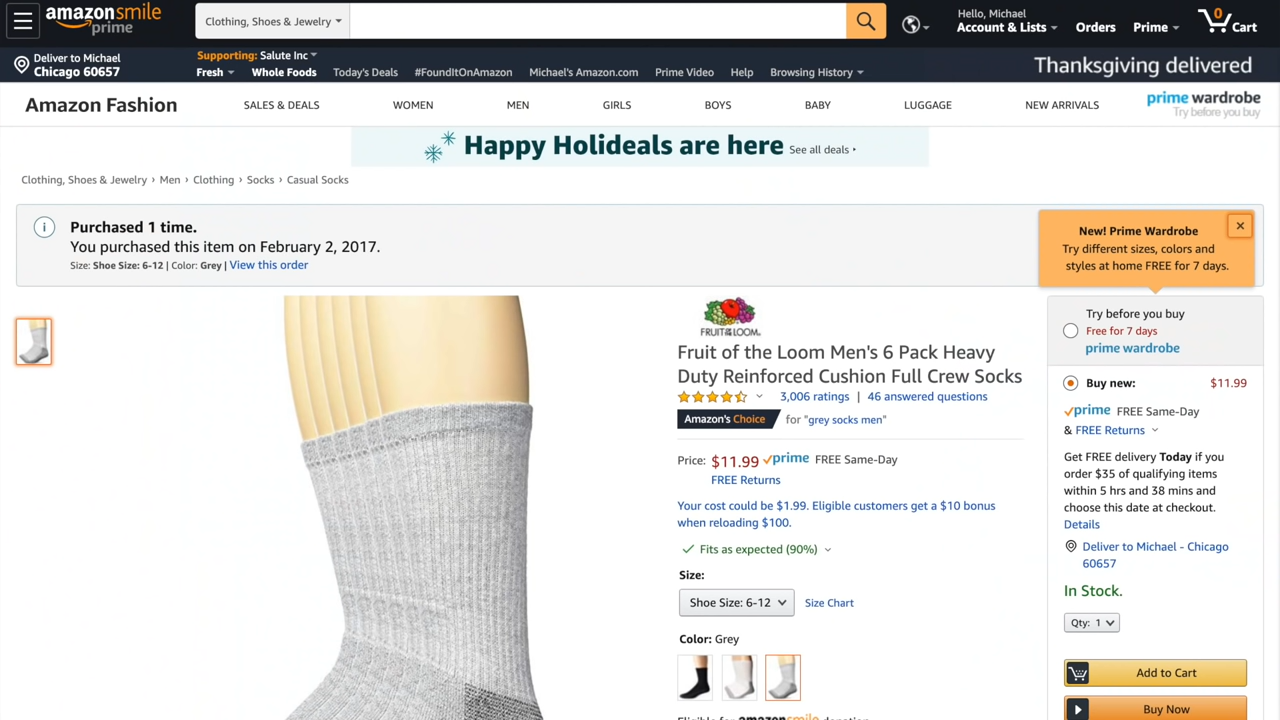 amazonsmile
prime
Clothing, Shoes & Jewelry
Hello, Michael
Account & Lists
Orders
Prime
0
Cart
Deliver to Michael
Chicago 60657
Supporting: Salute Inc
Fresh
Whole Foods
Today's Deals
#FoundItOnAmazon
Michael's Amazon.com
Prime Video
Help
Browsing History
Thanksgiving delivered
Amazon Fashion
SALES & DEALS
WOMEN
MEN
GIRLS
BOYS
BABY
LUGGAGE
NEW ARRIVALS
prime wardrobe
Try before you buy
Happy Holideals are here See all deals ▸
Clothing, Shoes & Jewelry › Men › Clothing › Socks › Casual Socks
Purchased 1 time.
You purchased this item on February 2, 2017.
Size: Shoe Size: 6-12 | Color: Grey | View this order
New! Prime Wardrobe
Try different sizes, colors and
styles at home FREE for 7 days.
FRUIT OF THE LOOM
Fruit of the Loom Men's 6 Pack Heavy
Duty Reinforced Cushion Full Crew Socks
3,006 ratings | 46 answered questions
Amazon's Choice for "grey socks men"
Price: $11.99 prime FREE Same-Day
FREE Returns
Your cost could be $1.99. Eligible customers get a $10 bonus
when reloading $100.
Fits as expected (90%)
Size:
Shoe Size: 6-12
Size Chart
Color: Grey
Eligible for amazonsmile donation
Try before you buy
Free for 7 days
prime wardrobe
Buy new: $11.99
prime FREE Same-Day
& FREE Returns
Get FREE delivery Today if you
order $35 of qualifying items
within 5 hrs and 38 mins and
choose this date at checkout.
Details
Deliver to Michael - Chicago
60657
In Stock.
Qty: 1
Add to Cart
Buy Now